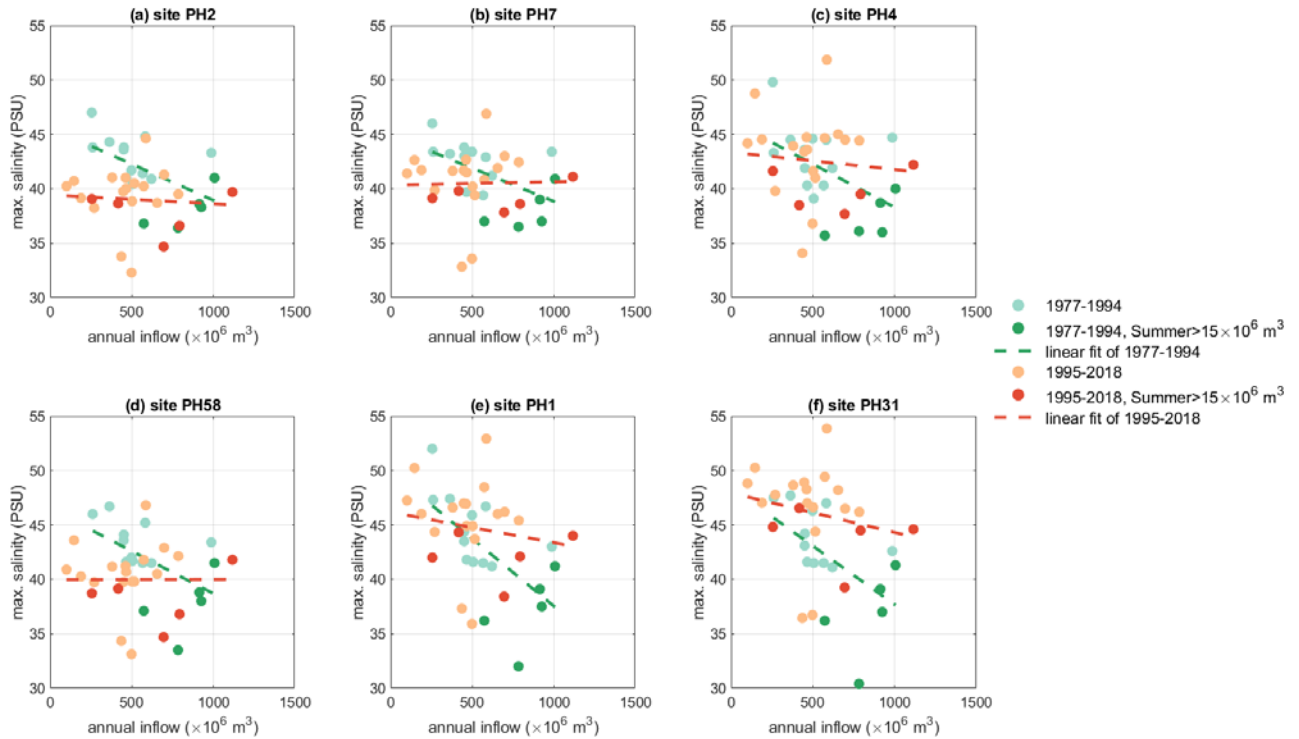 (a) site PH2
(b) site PH7
(c) site PH4
55
50
45
40
35
30
max. salinity (PSU)
0 500 1000 1500
annual inflow (×10⁶ m³)
55
50
45
40
35
30
max. salinity (PSU)
0 500 1000 1500
annual inflow (×10⁶ m³)
55
50
45
40
35
30
max. salinity (PSU)
0 500 1000 1500
annual inflow (×10⁶ m³)
1977-1994
1977-1994, Summer>15×10⁶ m³
linear fit of 1977-1994
1995-2018
1995-2018, Summer>15×10⁶ m³
linear fit of 1995-2018
(d) site PH58
(e) site PH1
(f) site PH31
55
50
45
40
35
30
max. salinity (PSU)
0 500 1000 1500
annual inflow (×10⁶ m³)
55
50
45
40
35
30
max. salinity (PSU)
0 500 1000 1500
annual inflow (×10⁶ m³)
55
50
45
40
35
30
max. salinity (PSU)
0 500 1000 1500
annual inflow (×10⁶ m³)